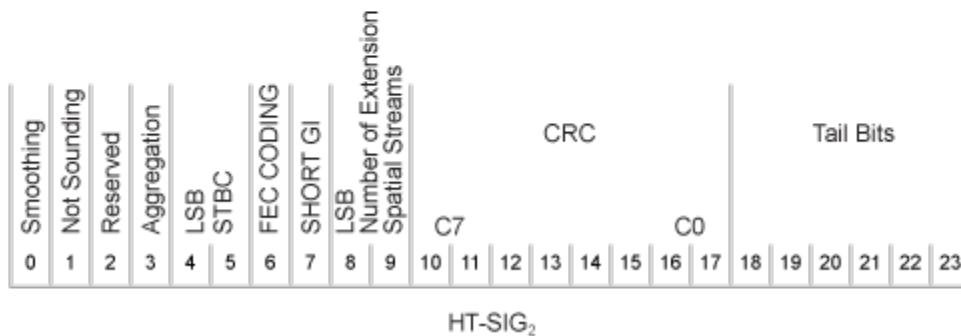 Smoothing
Not Sounding
Reserved
Aggregation
LSB
STBC
FEC CODING
SHORT GI
LSB
Number of Extension
Spatial Streams
CRC
Tail Bits
C7 C0
0 1 2 3 4 5 6 7 8 9 10 11 12 13 14 15 16 17 18 19 20 21 22 23
HT-SIG₂